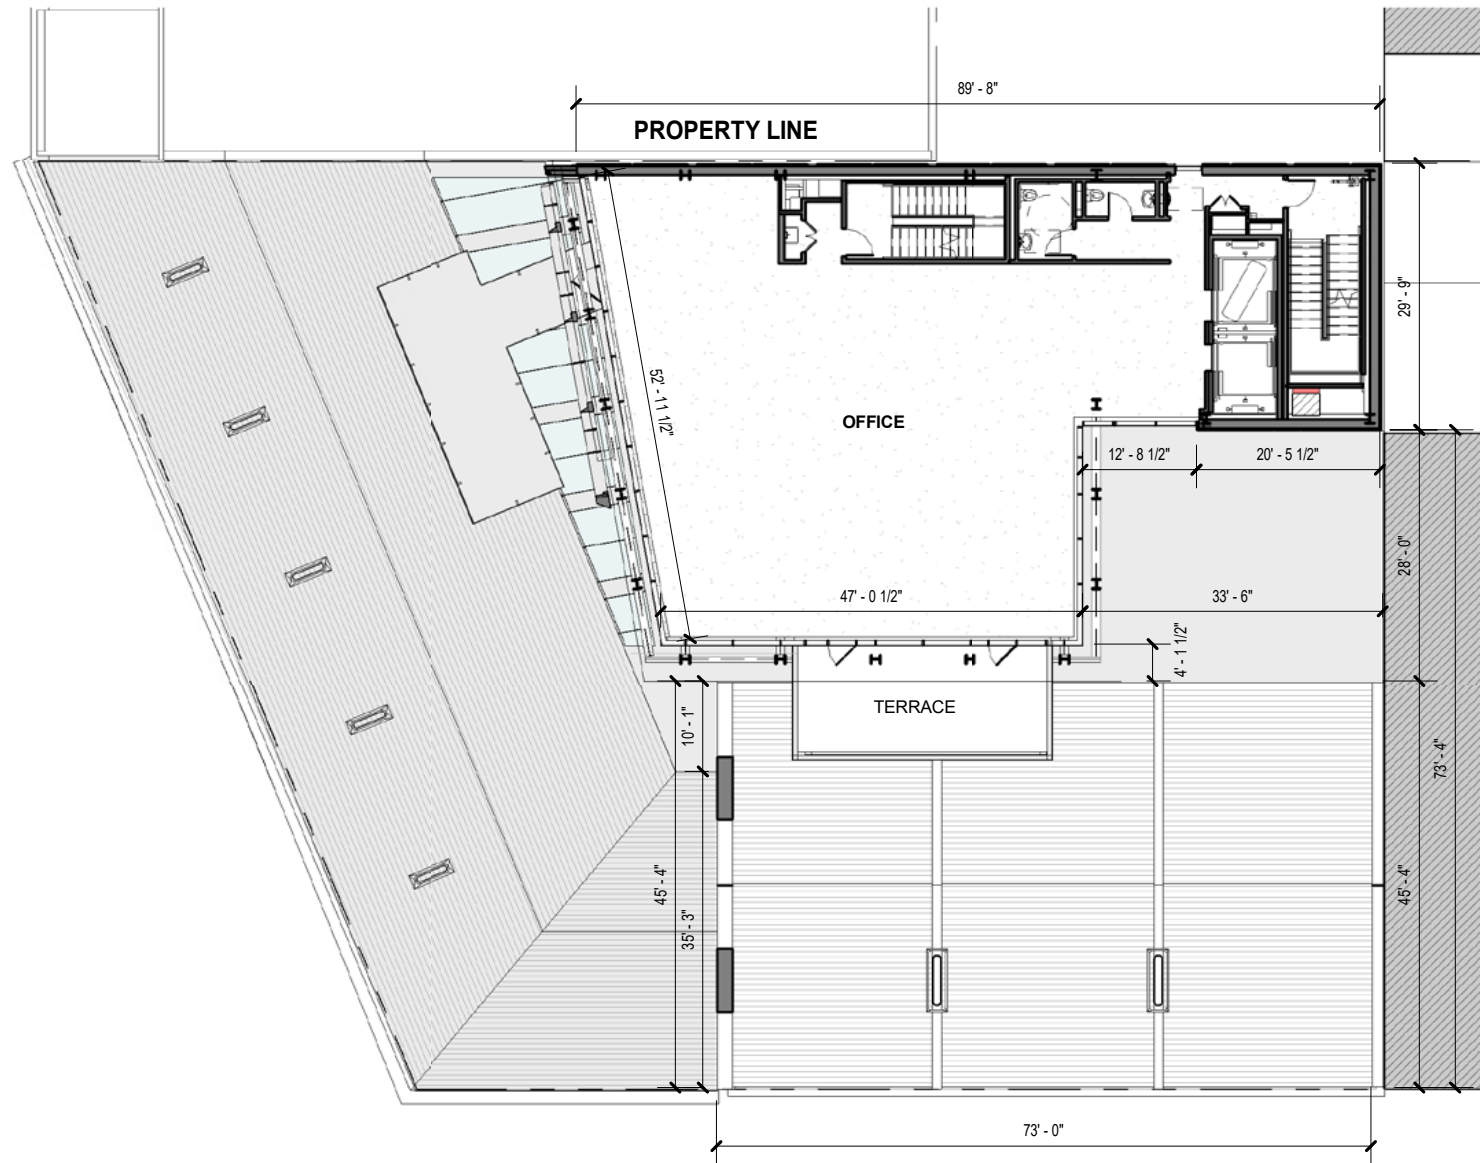 89' - 8"
PROPERTY LINE
29' - 9"
52' - 11 1/2"
OFFICE
12' - 8 1/2"
20' - 5 1/2"
28' - 0"
47' - 0 1/2"
33' - 6"
4' - 1 1/2"
TERRACE
10' - 1"
73' - 4"
45' - 4"
35' - 3"
45' - 4"
73' - 0"